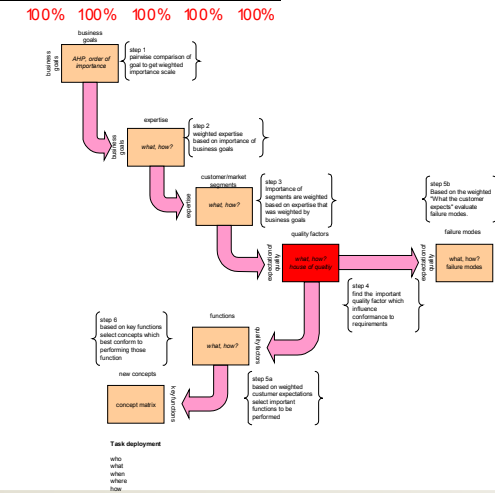 100% 100% 100% 100% 100%
business
goals
business
goals
AHP, order of
importance
step 1
pairwise comparison of
goal to get weighted
importance scale
expertise
business
goals
what, how?
step 2
weighted expertise
based on importance of
business goals
customer/market
segments
expertise
what, how?
step 3
Importance of
segments are weighted
based on expertise that
was weighted by
business goals
step 5b
Based on the weighted
"What the customer
expects" evaluate
failure modes.
quality factors
expectation of
quality
what, how?
house of quality
failure modes
expectation of
quality
what, how?
failure modes
step 4
find the important
quality factor which
influence
conformance to
requirements
functions
what, how?
quality factors
step 6
based on key functions
select concepts which
best conform to
performing those
function
new concepts
concept matrix
key functions
step 5a
based on weighted
custumer expectations
select important
functions to be
performed
Task deployment
who
what
when
where
how